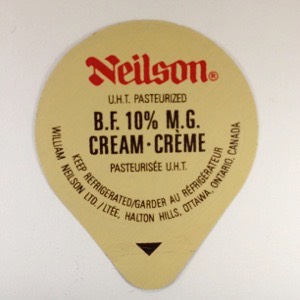 Neilson®
U.H.T. PASTEURIZED
B.F. 10% M.G.
CREAM·CRÈME
PASTEURISÉE U.H.T.
KEEP REFRIGERATED/GARDER AU RÉFRIGÉRATEUR
WILLIAM NEILSON LTD./LTÉE. HALTON HILLS, OTTAWA, ONTARIO, CANADA